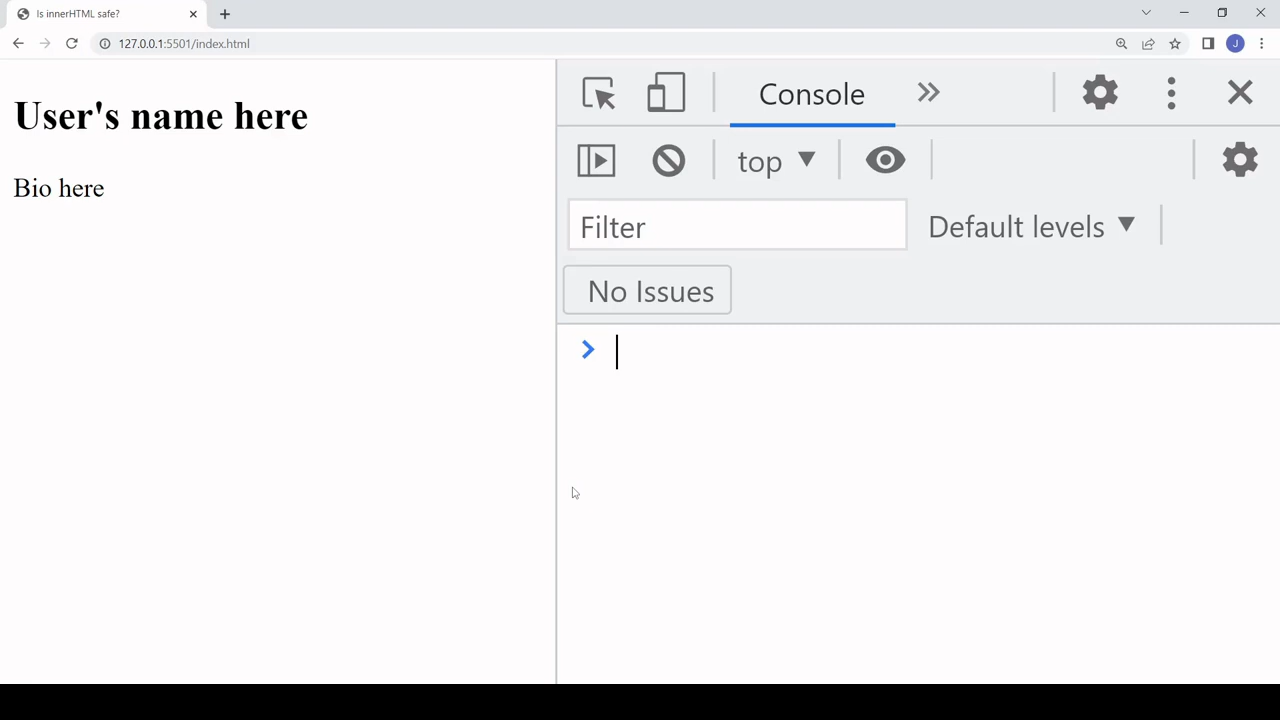 Is innerHTML safe?
127.0.0.1:5501/index.html
J
User's name here
Bio here
Console
top
Filter
Default levels
No Issues